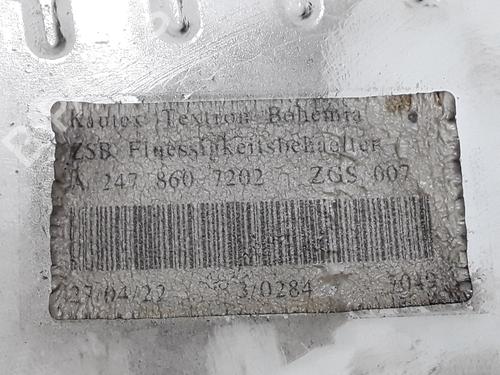 Kautex Textron Bohemia
ZSB Fluessigkeitsbehaelter
A 247 860 7202 ZGS 007
27/04/22 3/0284